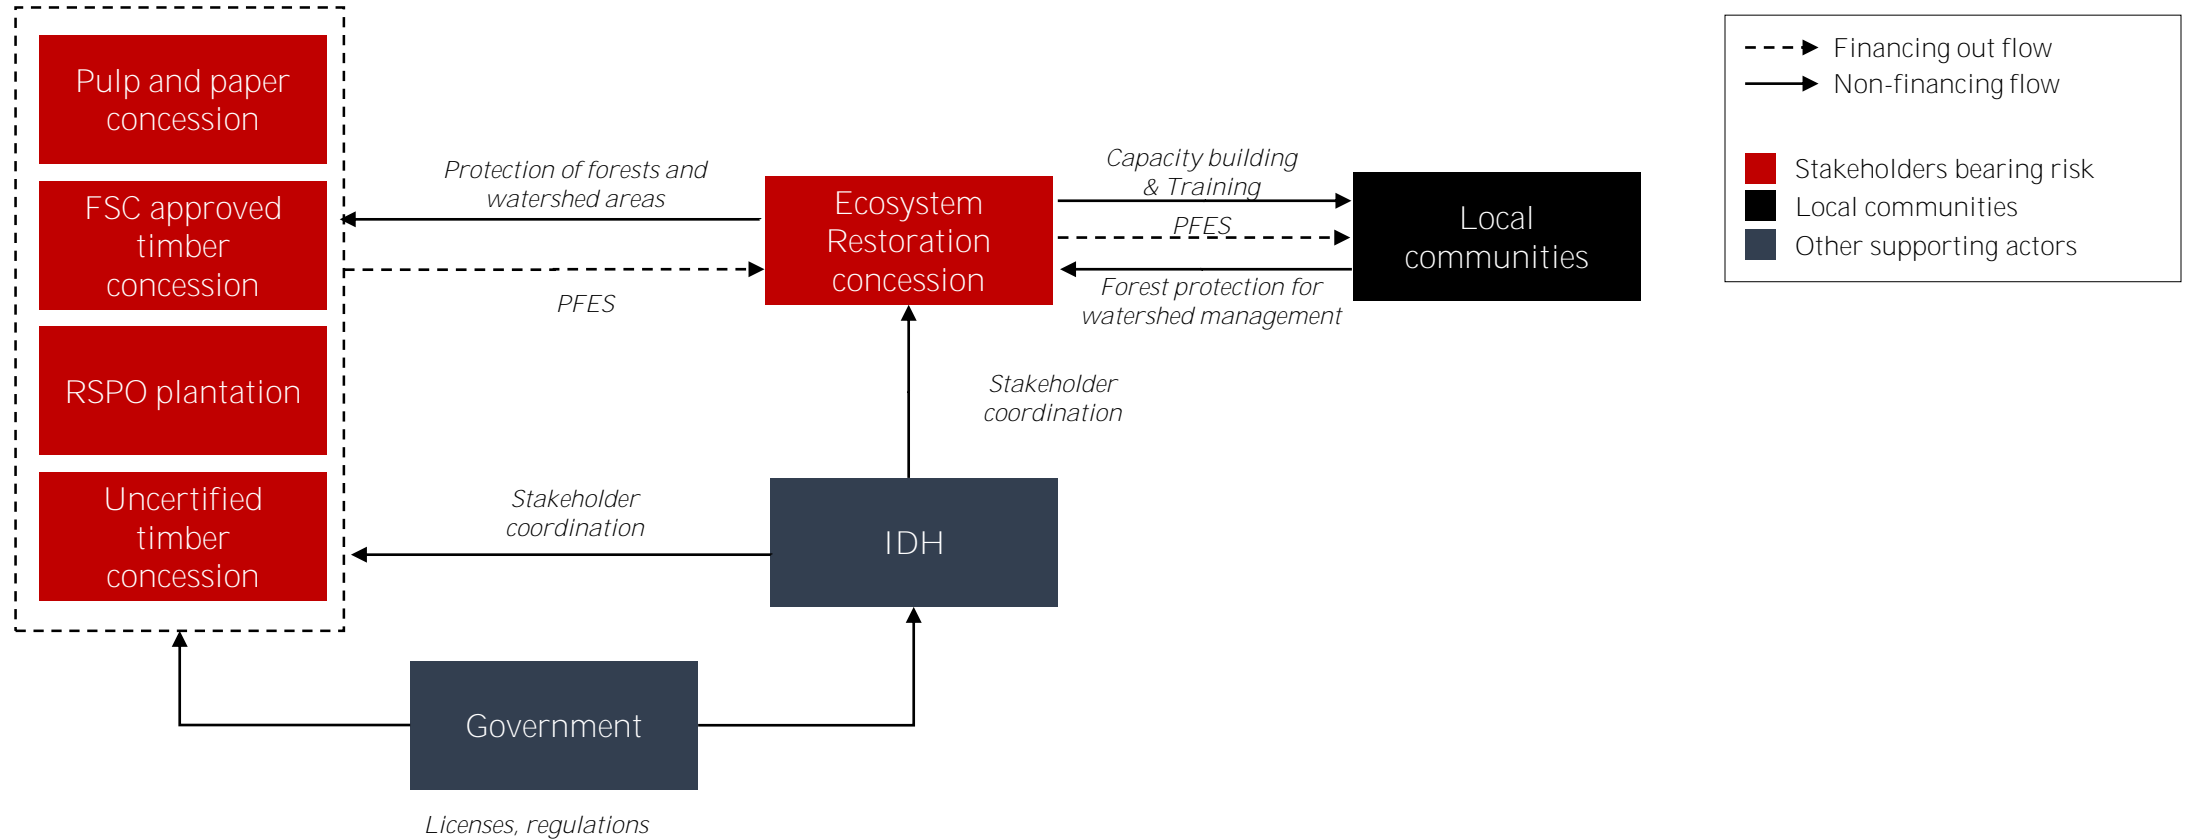 Pulp and paper
concession
FSC approved
timber
concession
RSPO plantation
Uncertified
timber
concession
Protection of forests and
watershed areas
PFES
Ecosystem
Restoration
concession
Capacity building
& Training
PFES
Forest protection for
watershed management
Local
communities
Stakeholder
coordination
Stakeholder
coordination
IDH
Government
Licenses, regulations
Financing out flow
Non-financing flow
Stakeholders bearing risk
Local communities
Other supporting actors